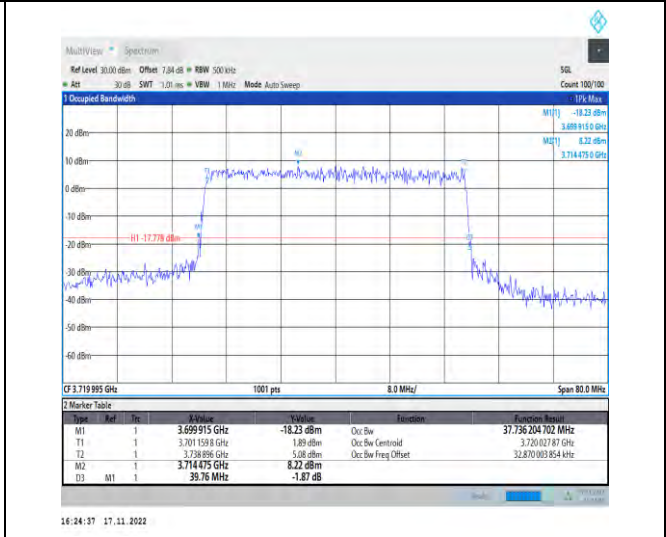 MultiView Spectrum
Ref Level 30.00 dBm Offset 7.84 dB RBW 500 kHz SGL
Att 30 dB SWT 1.01 ms VBW 1 MHz Mode Auto Sweep Count 100/100
1 Occupied Bandwidth 1Pk Max
M1[1] -18.23 dBm
3.699 915 0 GHz
20 dBm M2[1] 8.22 dBm
3.714 475 0 GHz
10 dBm M2
0 dBm
-10 dBm
M1
H1 -17.778 dBm
-20 dBm
-30 dBm
-40 dBm
-50 dBm
-60 dBm
CF 3.719 995 GHz 1001 pts 8.0 MHz/ Span 80.0 MHz
2 Marker Table
Type Ref Trc X-Value Y-Value Function Function Result
M1 1 3.699 915 GHz -18.23 dBm Occ Bw 37.736 204 702 MHz
T1 1 3.701 159 8 GHz 1.89 dBm Occ Bw Centroid 3.720 027 87 GHz
T2 1 3.738 896 GHz 5.08 dBm Occ Bw Freq Offset 32.870 003 854 kHz
M2 1 3.714 475 GHz 8.22 dBm
D3 M1 1 39.76 MHz -1.87 dB
Ready
16:24:37 17.11.2022